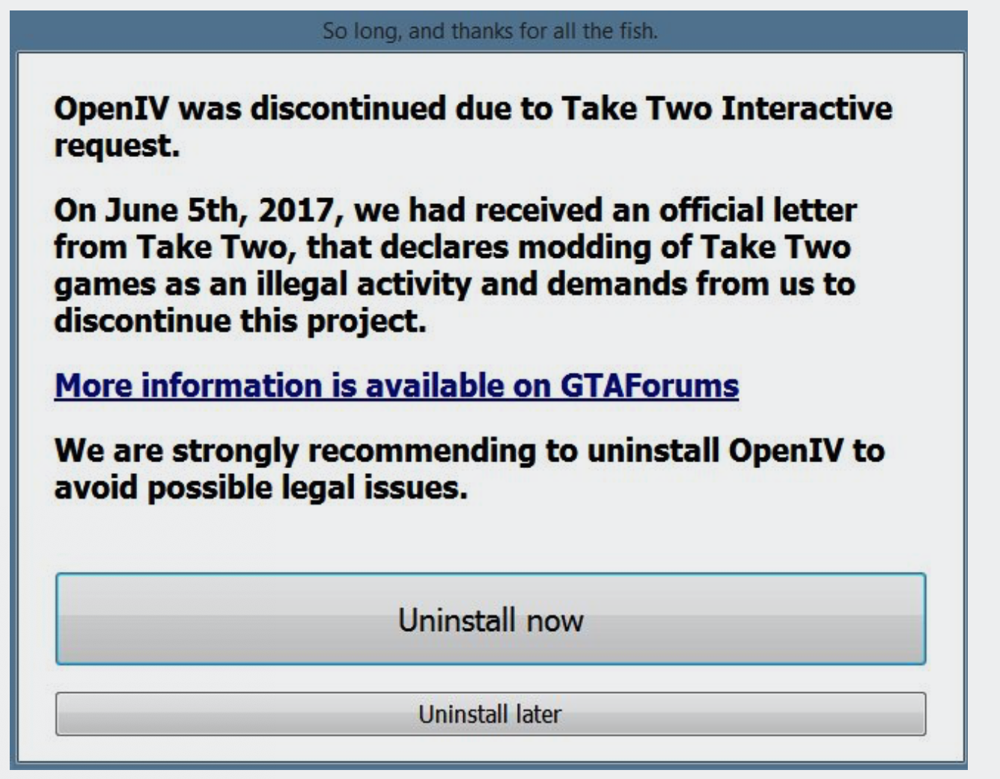 So long, and thanks for all the fish.
OpenIV was discontinued due to Take Two Interactive
request.
On June 5th, 2017, we had received an official letter
from Take Two, that declares modding of Take Two
games as an illegal activity and demands from us to
discontinue this project.
More information is available on GTAForums
We are strongly recommending to uninstall OpenIV to
avoid possible legal issues.
Uninstall now
Uninstall later